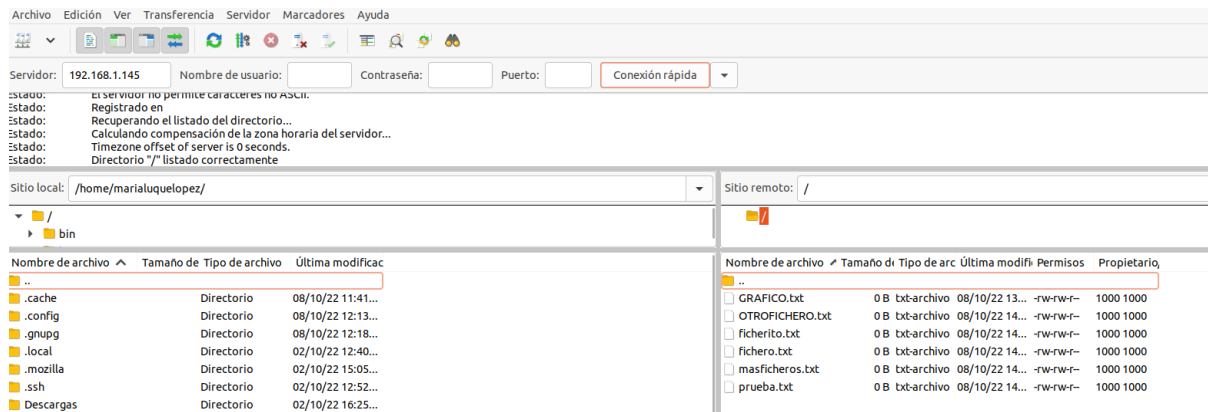 Archivo Edición Ver Transferencia Servidor Marcadores Ayuda
Servidor: 192.168.1.145 Nombre de usuario: Contraseña: Puerto: Conexión rápida
Estado: El servidor no permite caracteres no ASCII.
Estado: Registrado en
Estado: Recuperando el listado del directorio...
Estado: Calculando compensación de la zona horaria del servidor...
Estado: Timezone offset of server is 0 seconds.
Estado: Directorio "/" listado correctamente
Sitio local: /home/marialuquelopez/
Sitio remoto: /
/
bin
/
Nombre de archivo Tamaño de Tipo de archivo Última modificac
..
.cache Directorio 08/10/22 11:41...
.config Directorio 08/10/22 12:13...
.gnupg Directorio 08/10/22 12:18...
.local Directorio 02/10/22 12:40...
.mozilla Directorio 02/10/22 15:05...
.ssh Directorio 02/10/22 12:52...
Descargas Directorio 02/10/22 16:25...
Nombre de archivo Tamaño de Tipo de arc Última modifi Permisos Propietario
..
GRAFICO.txt 0 B txt-archivo 08/10/22 13... -rw-rw-r-- 1000 1000
OTROFICHERO.txt 0 B txt-archivo 08/10/22 14... -rw-rw-r-- 1000 1000
ficherito.txt 0 B txt-archivo 08/10/22 14... -rw-rw-r-- 1000 1000
fichero.txt 0 B txt-archivo 08/10/22 14... -rw-rw-r-- 1000 1000
masficheros.txt 0 B txt-archivo 08/10/22 14... -rw-rw-r-- 1000 1000
prueba.txt 0 B txt-archivo 08/10/22 14... -rw-rw-r-- 1000 1000